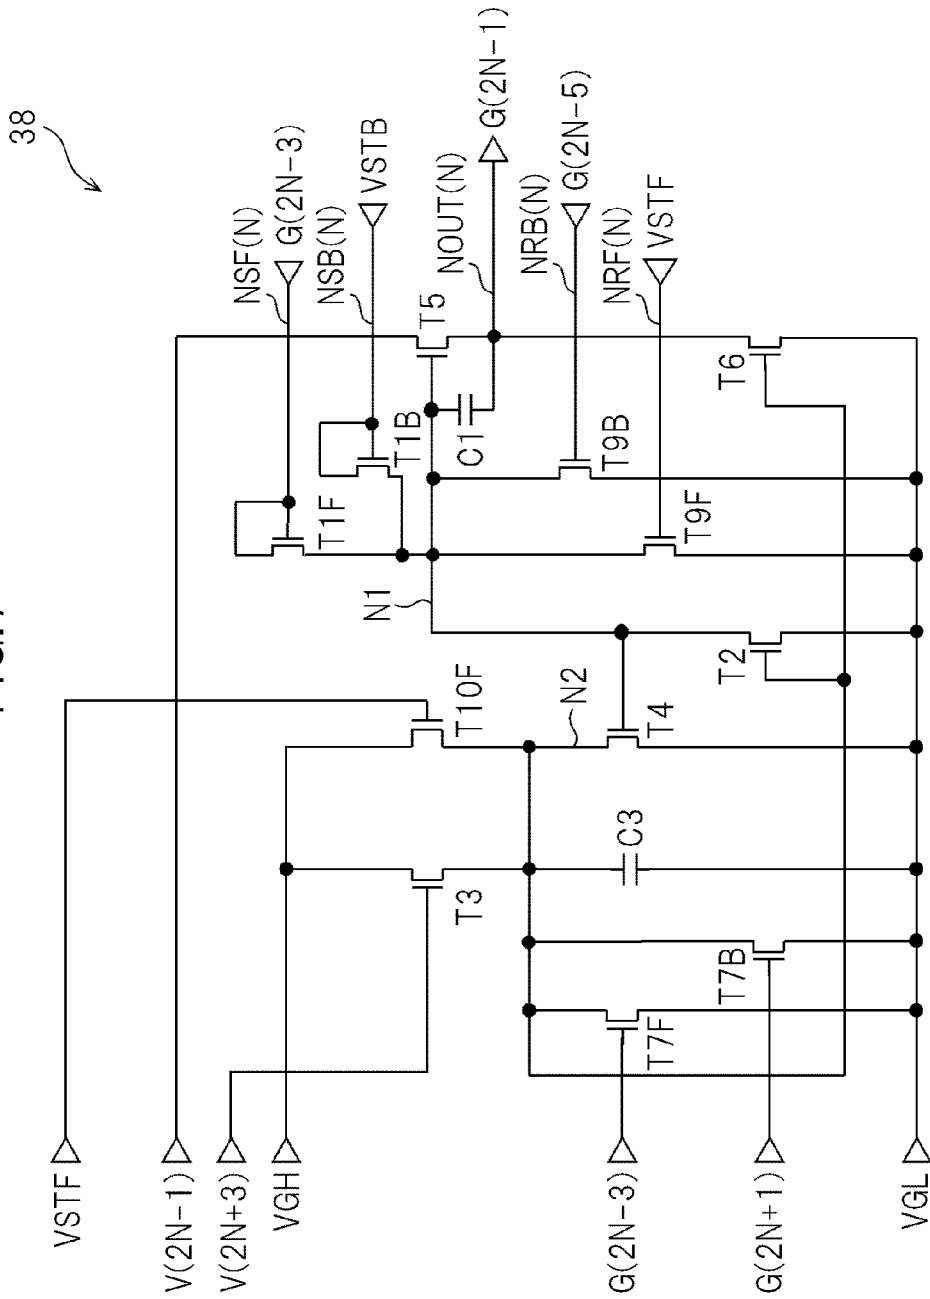 38
NSF(N)
G(2N-3)
NSB(N)
VSTB
NOUT(N)
G(2N-1)
NRB(N)
G(2N-5)
NRF(N)
VSTF
T1F
T1B
T5
C1
T9B
T9F
T6
N1
N2
T10F
T4
T2
T3
C3
T7B
T7F
VSTF
V(2N-1)
V(2N+3)
VGH
G(2N-3)
G(2N+1)
VGL